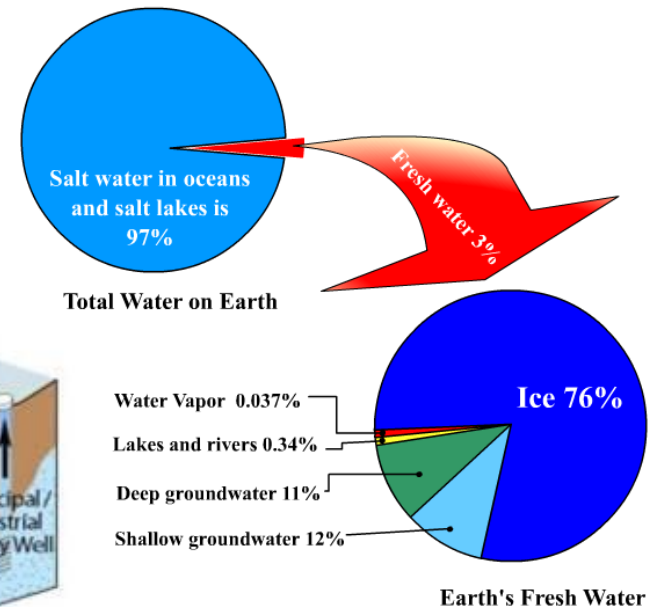 Salt water in oceans
and salt lakes is
97%
Fresh water 3%
Total Water on Earth
Ice 76%
Water Vapor 0.037%
Lakes and rivers 0.34%
Deep groundwater 11%
Shallow groundwater 12%
Well
Earth's Fresh Water